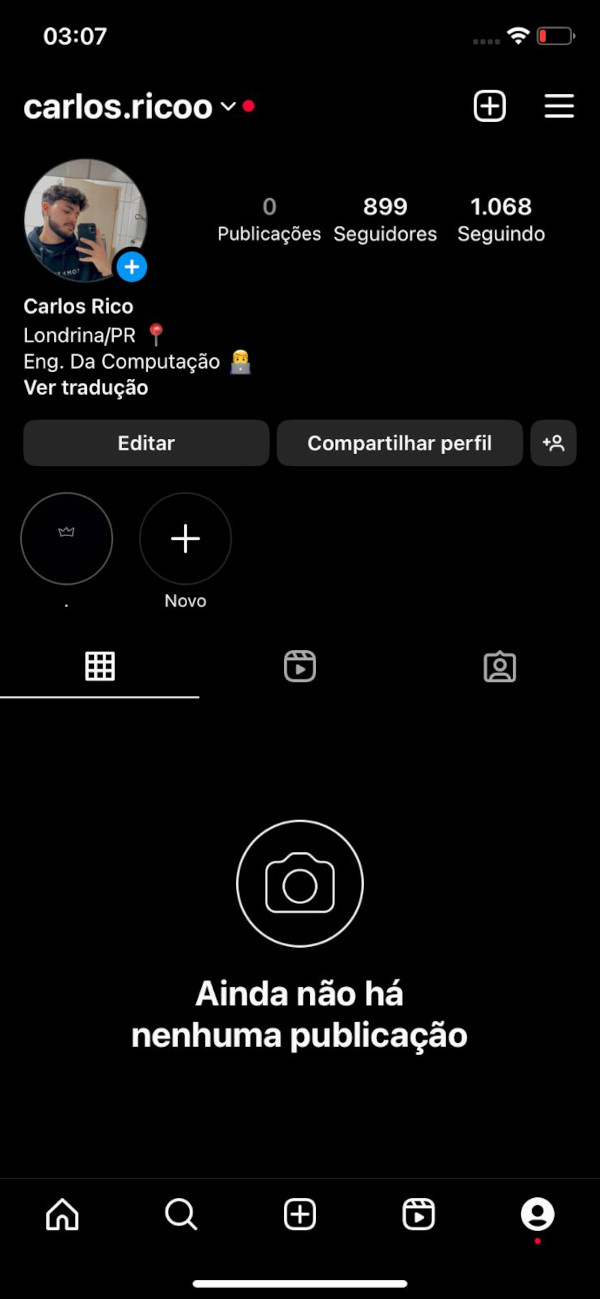 03:07
carlos.ricoo
0
899
1.068
Publicações
Seguidores
Seguindo
Carlos Rico
Londrina/PR 📍
Eng. Da Computação 👨‍💻
Ver tradução
Editar
Compartilhar perfil
.
Novo
Ainda não há
nenhuma publicação